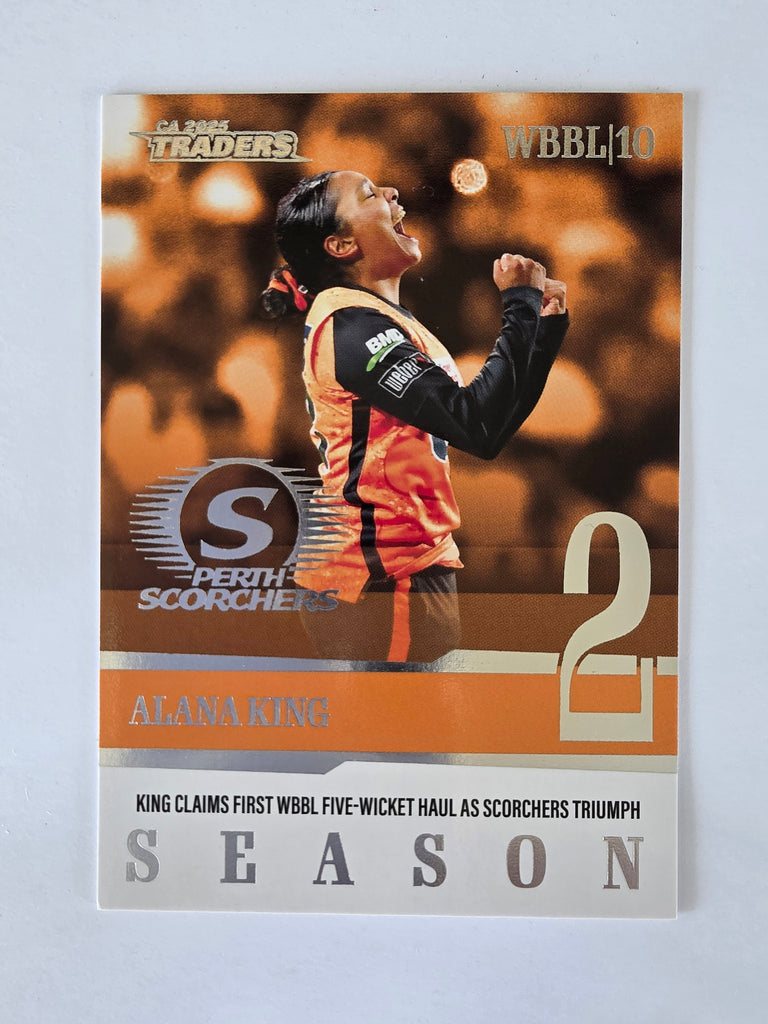 CA 2025
TRADERS
WBBL|10
BMD
weber
S
PERTH
SCORCHERS
2
ALANA KING
KING CLAIMS FIRST WBBL FIVE-WICKET HAUL AS SCORCHERS TRIUMPH
SEASON